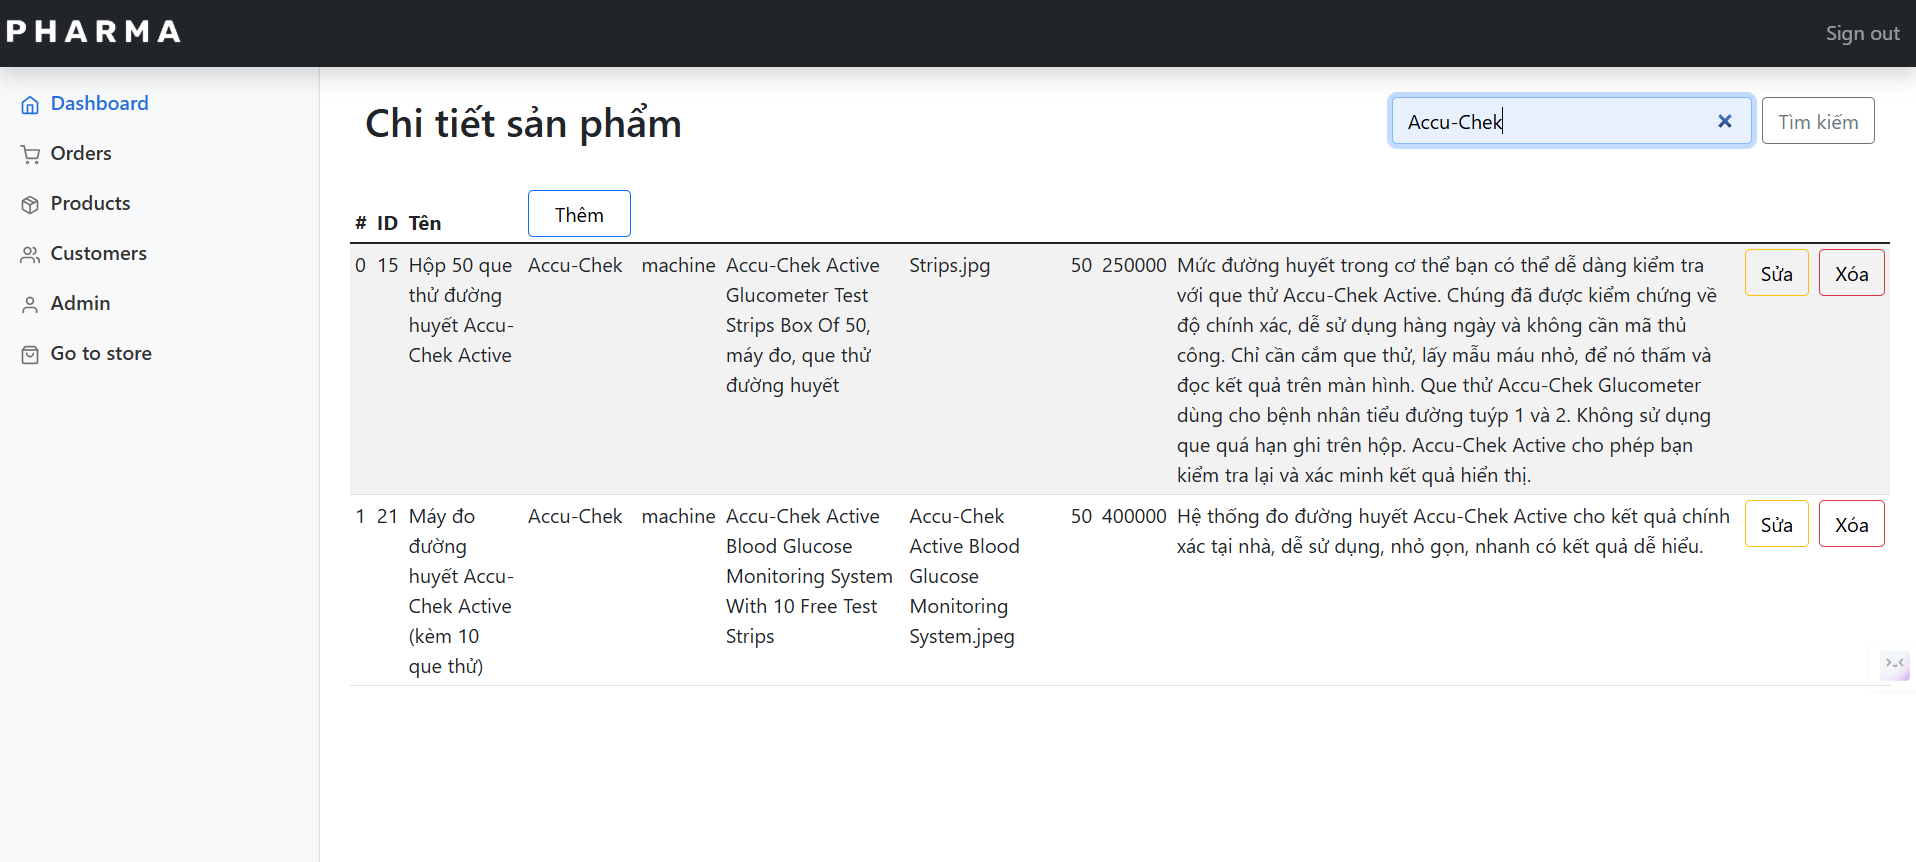 PHARMA
Sign out
Dashboard
Orders
Products
Customers
Admin
Go to store
Chi tiết sản phẩm
Accu-Chek
Tìm kiếm
# ID Tên
Thêm
0 15
Hộp 50 que
thử đường
huyết Accu-
Chek Active
Accu-Chek
machine
Accu-Chek Active
Glucometer Test
Strips Box Of 50,
máy đo, que thử
đường huyết
Strips.jpg
50 250000
Mức đường huyết trong cơ thể bạn có thể dễ dàng kiểm tra
với que thử Accu-Chek Active. Chúng đã được kiểm chứng về
độ chính xác, dễ sử dụng hàng ngày và không cần mã thủ
công. Chỉ cần cắm que thử, lấy mẫu máu nhỏ, để nó thấm và
đọc kết quả trên màn hình. Que thử Accu-Chek Glucometer
dùng cho bệnh nhân tiểu đường tuýp 1 và 2. Không sử dụng
que quá hạn ghi trên hộp. Accu-Chek Active cho phép bạn
kiểm tra lại và xác minh kết quả hiển thị.
Sửa
Xóa
1 21
Máy đo
đường
huyết Accu-
Chek Active
(kèm 10
que thử)
Accu-Chek
machine
Accu-Chek Active
Blood Glucose
Monitoring System
With 10 Free Test
Strips
Accu-Chek
Active Blood
Glucose
Monitoring
System.jpeg
50 400000
Hệ thống đo đường huyết Accu-Chek Active cho kết quả chính
xác tại nhà, dễ sử dụng, nhỏ gọn, nhanh có kết quả dễ hiểu.
Sửa
Xóa